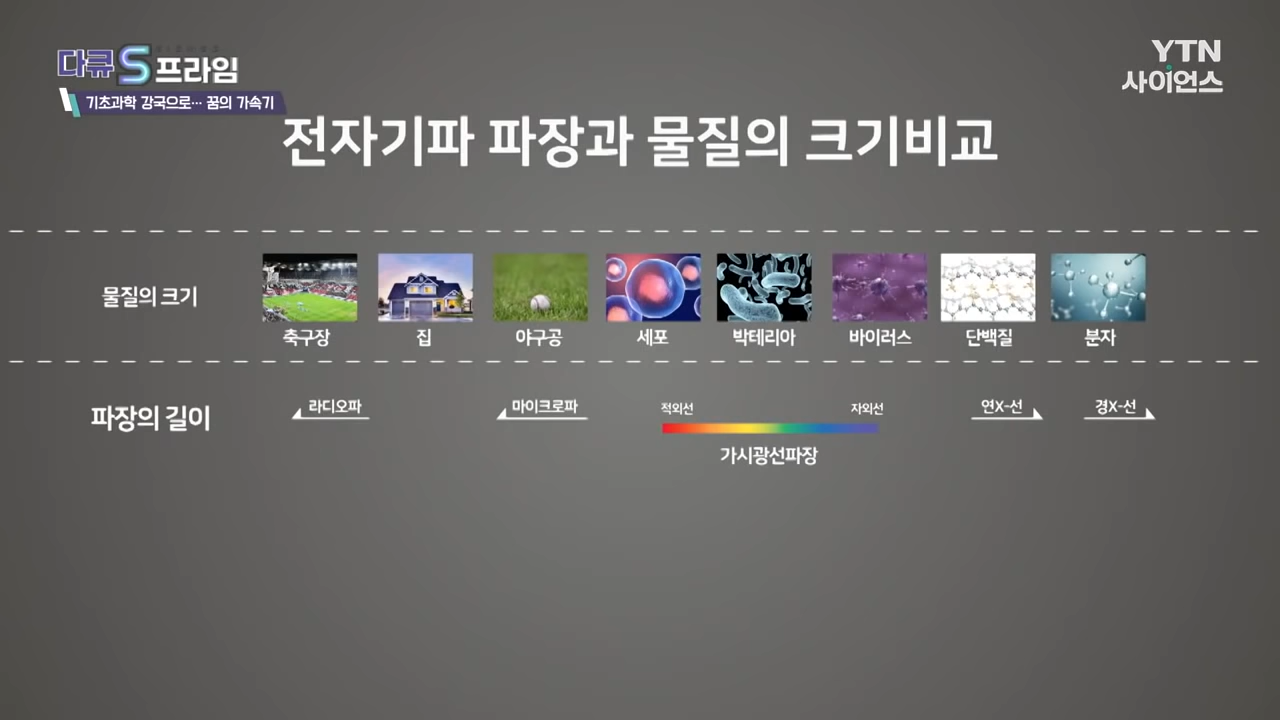 다큐 S 프라임
YTN
사이언스
기초과학 강국으로… 꿈의 가속기
전자기파 파장과 물질의 크기비교
물질의 크기
축구장
집
야구공
세포
박테리아
바이러스
단백질
분자
파장의 길이
라디오파
마이크로파
적외선
자외선
연X-선
경X-선
가시광선파장